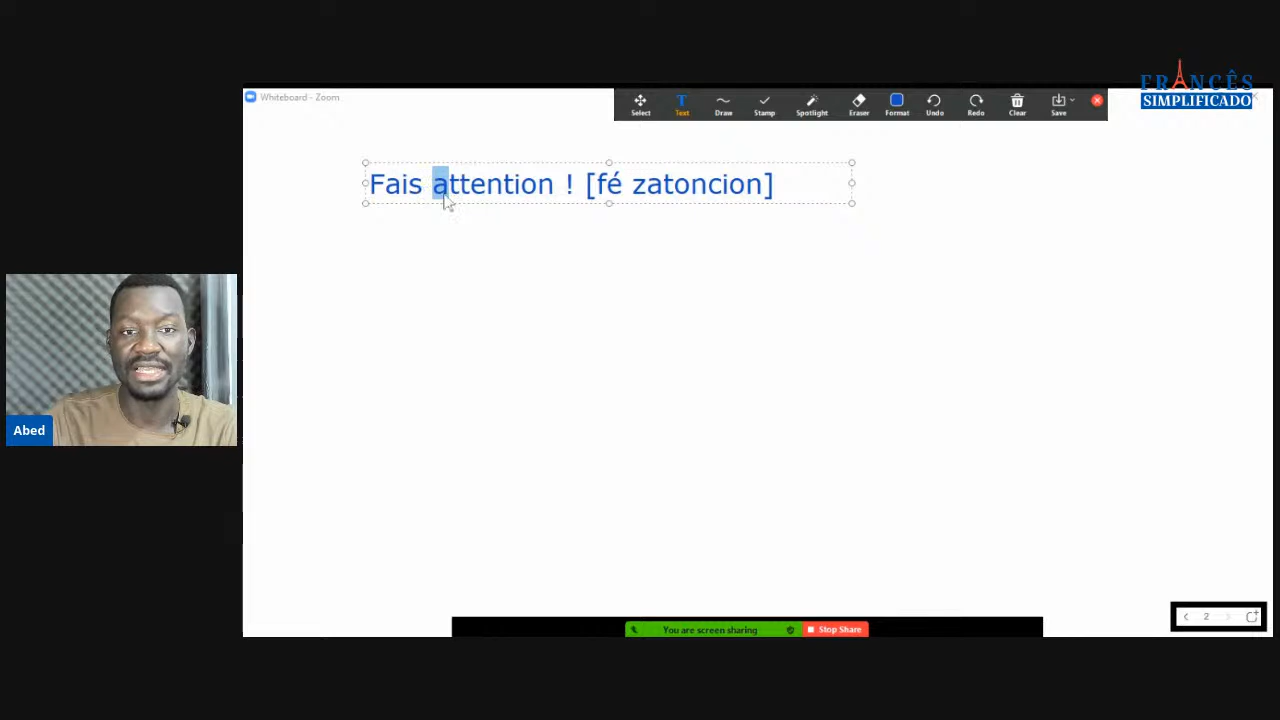 FRANCÊS
SIMPLIFICADO
Whiteboard - Zoom
Select Text Draw Stamp Spotlight Eraser Format Undo Redo Clear Save
Fais attention ! [fé zatoncion]
Abed
2
You are screen sharing Stop Share